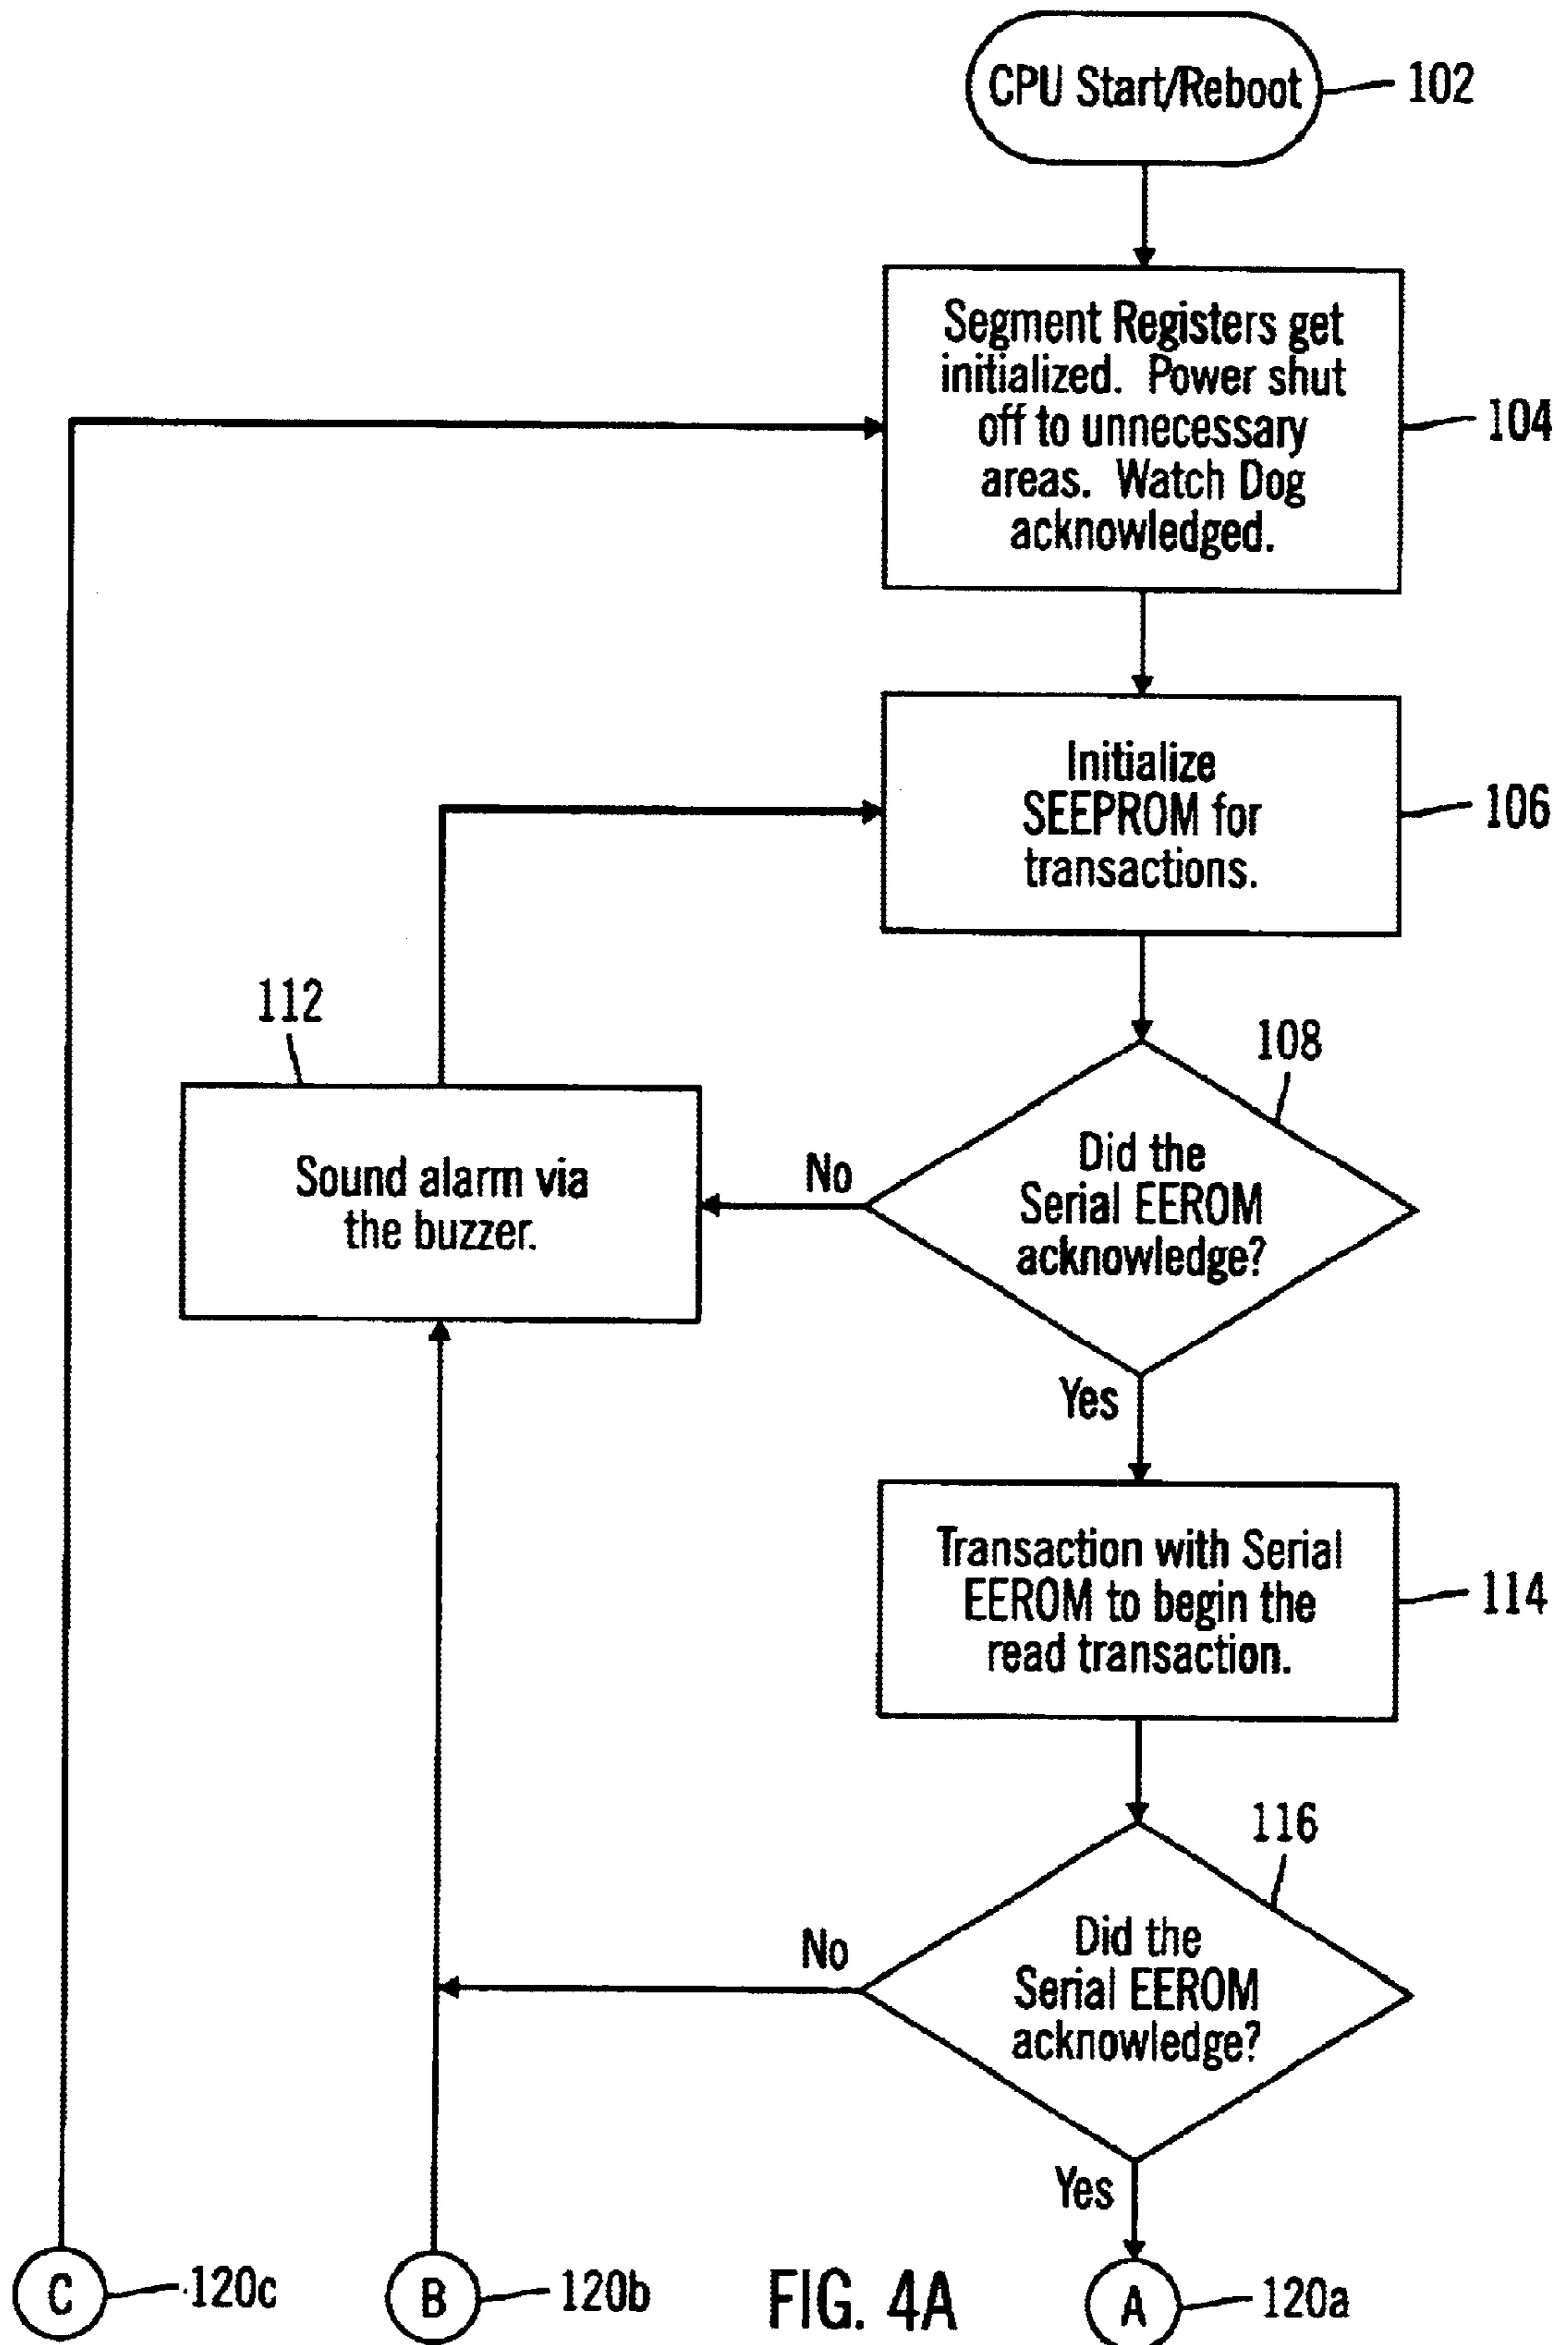 CPU Start/Reboot
102
Segment Registers get
initialized. Power shut
off to unnecessary
areas. Watch Dog
acknowledged.
104
Initialize
SEEPROM for
transactions.
106
112
108
Sound alarm via
the buzzer.
No
Did the
Serial EEROM
acknowledge?
Yes
Transaction with Serial
EEROM to begin the
read transaction.
114
116
No
Did the
Serial EEROM
acknowledge?
Yes
C
120c
B
120b
FIG. 4A
A
120a